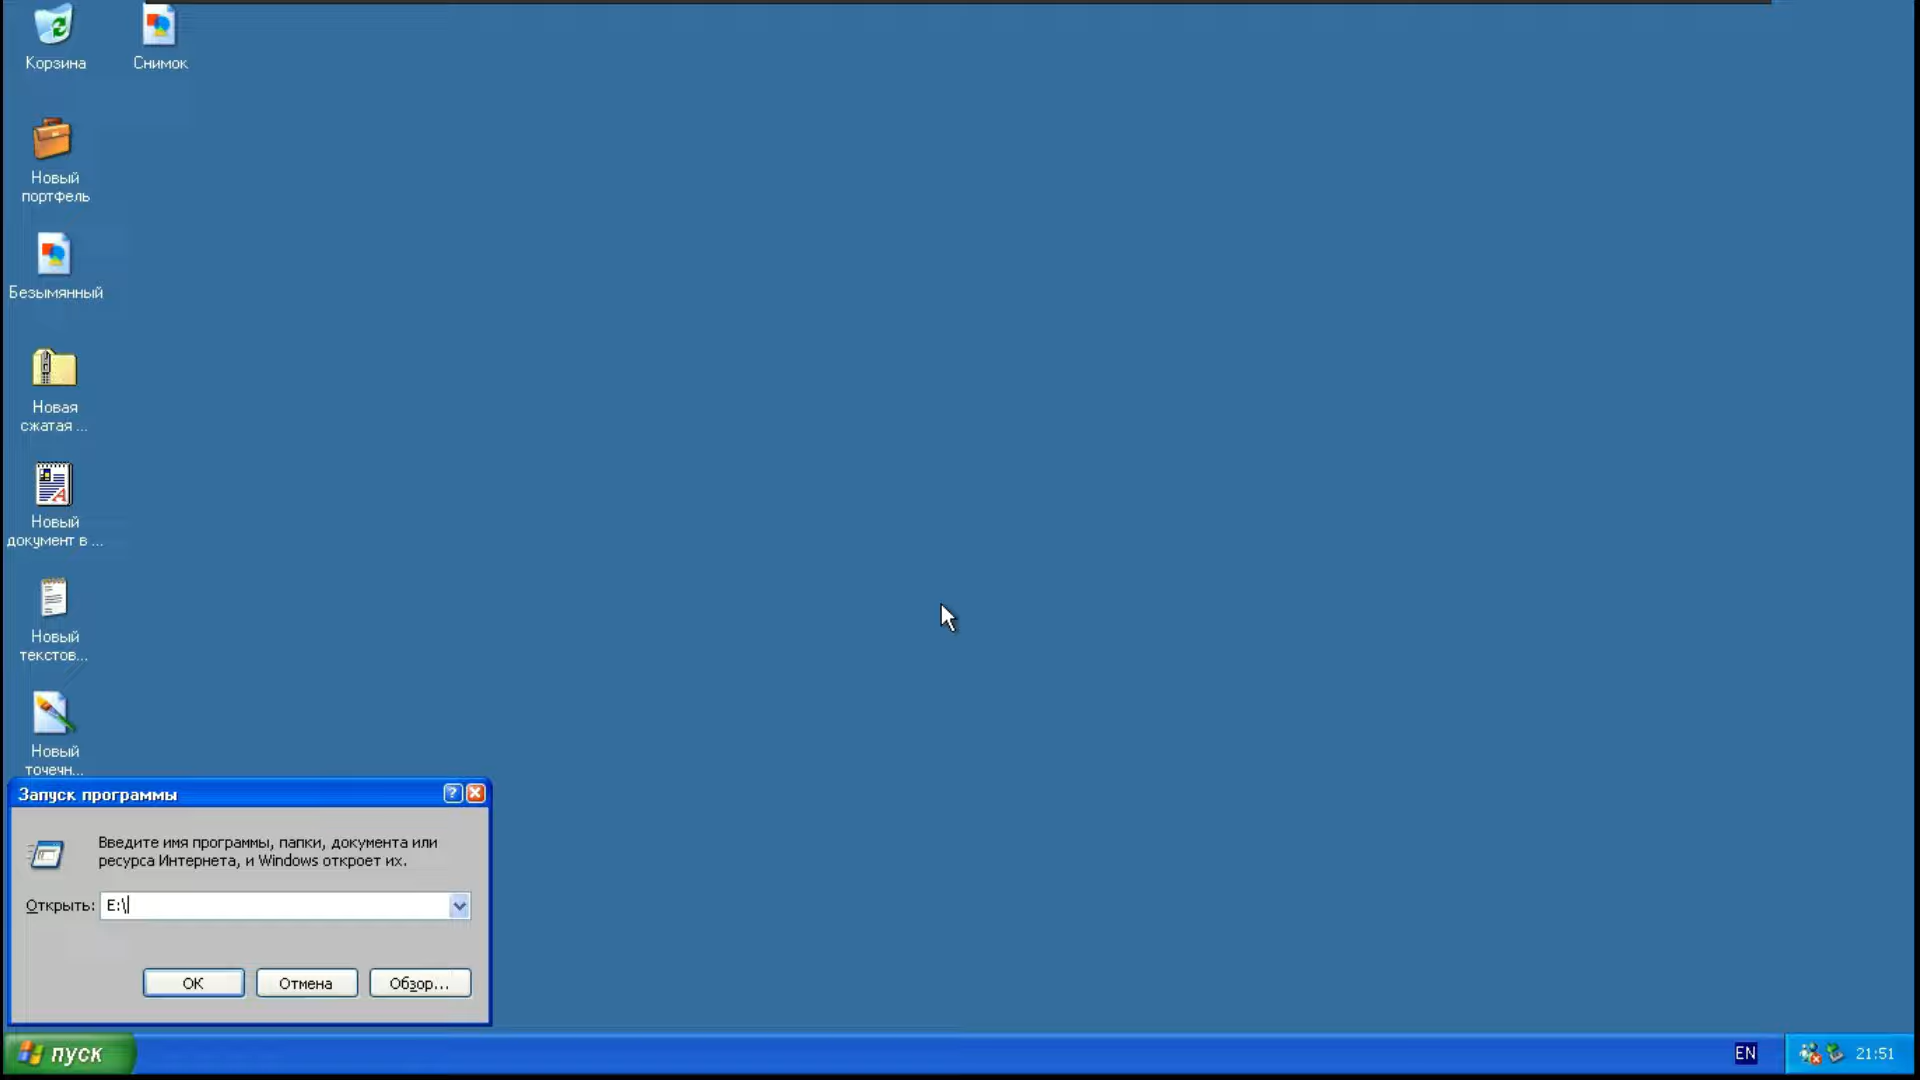 Корзина
Снимок
Новый
портфель
Безымянный
Новая
сжатая ...
Новый
документ в ...
Новый
текстов...
Новый
точечн...
Запуск программы
Введите имя программы, папки, документа или
ресурса Интернета, и Windows откроет их.
Открыть: E:\
ОК
Отмена
Обзор...
пуск
EN
21:51